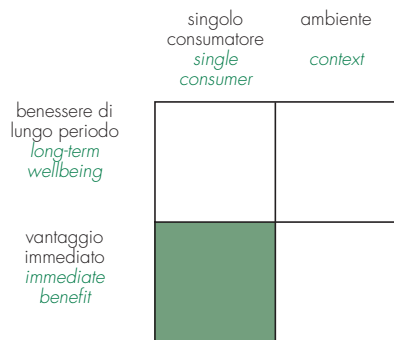 singolo
consumatore
single
consumer
ambiente
context
benessere di
lungo periodo
long-term
wellbeing
vantaggio
immediato
immediate
benefit